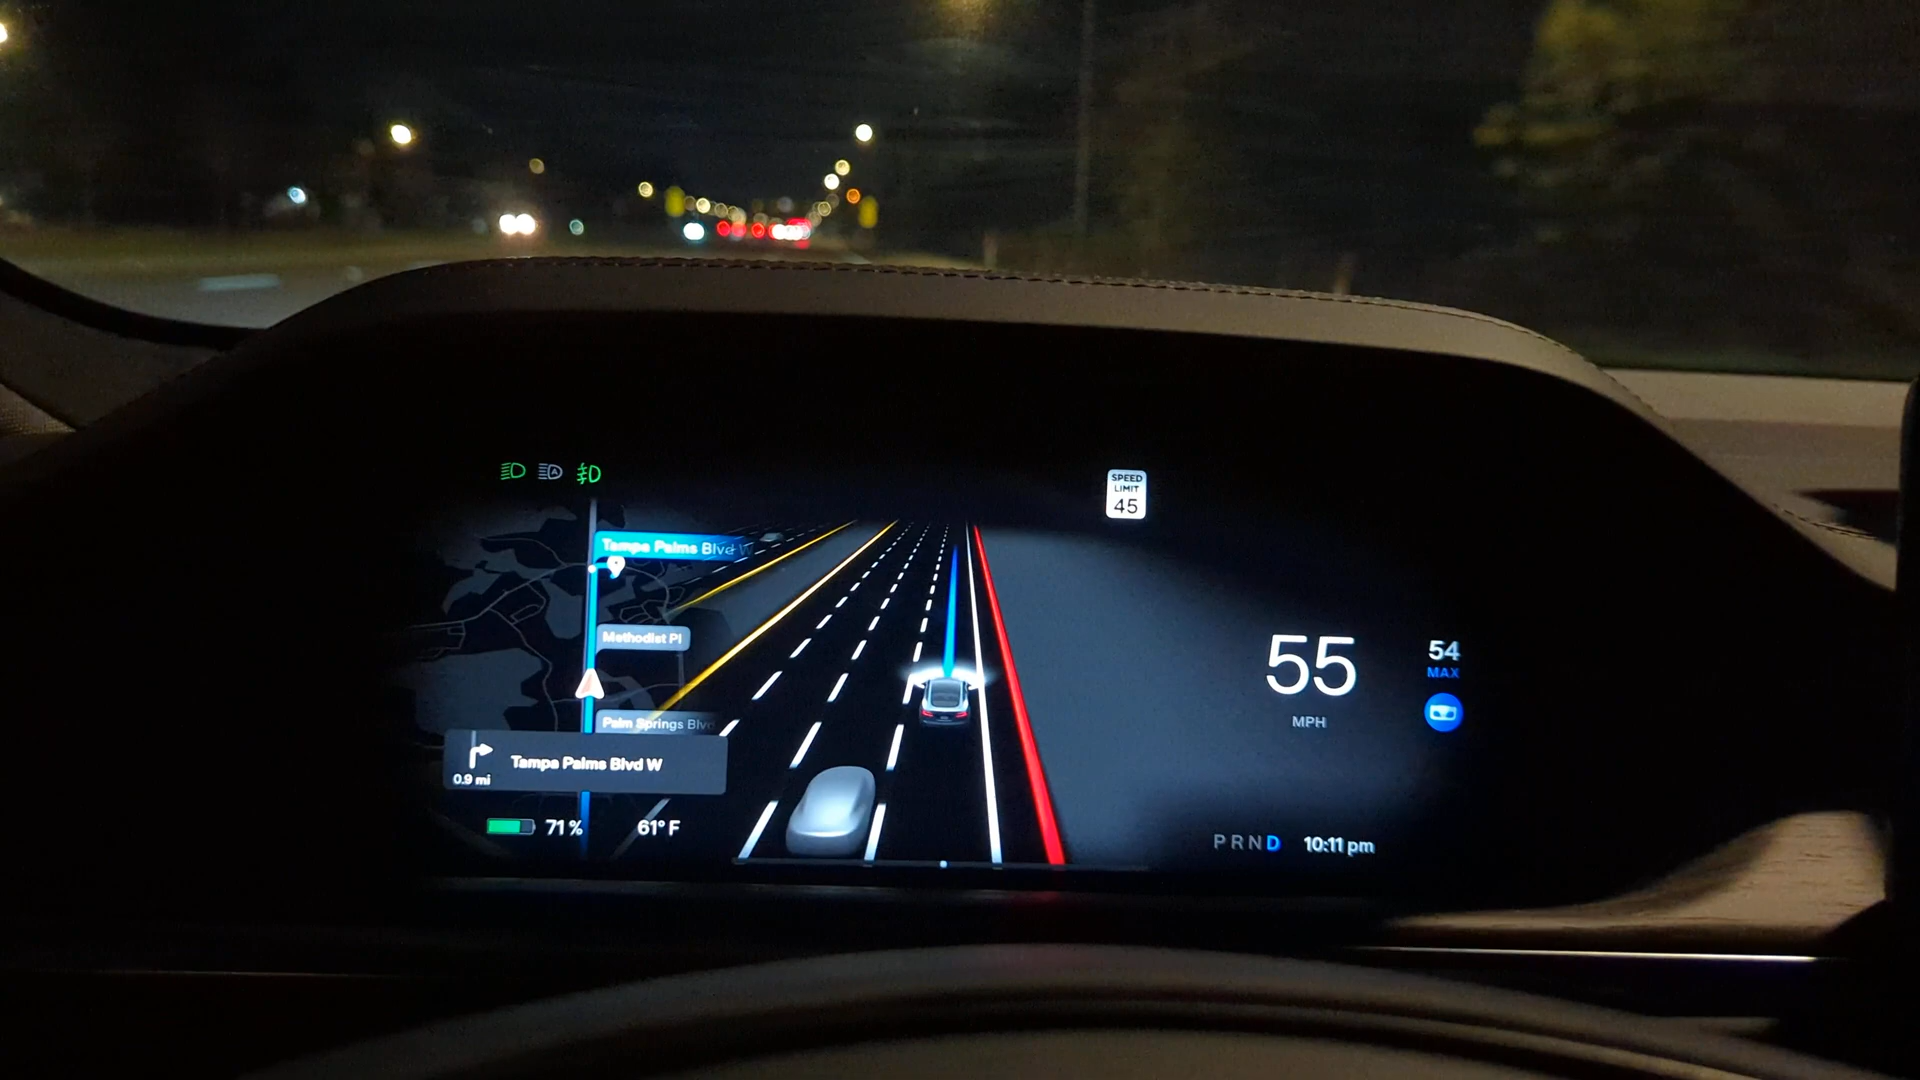 SPEED
LIMIT
45
Tampa Palms Blvd W
Methodist Pl
Palm Springs Blvd
Tampa Palms Blvd W
0.9 mi
71 %
61° F
55
MPH
54
MAX
P R N D
10:11 pm